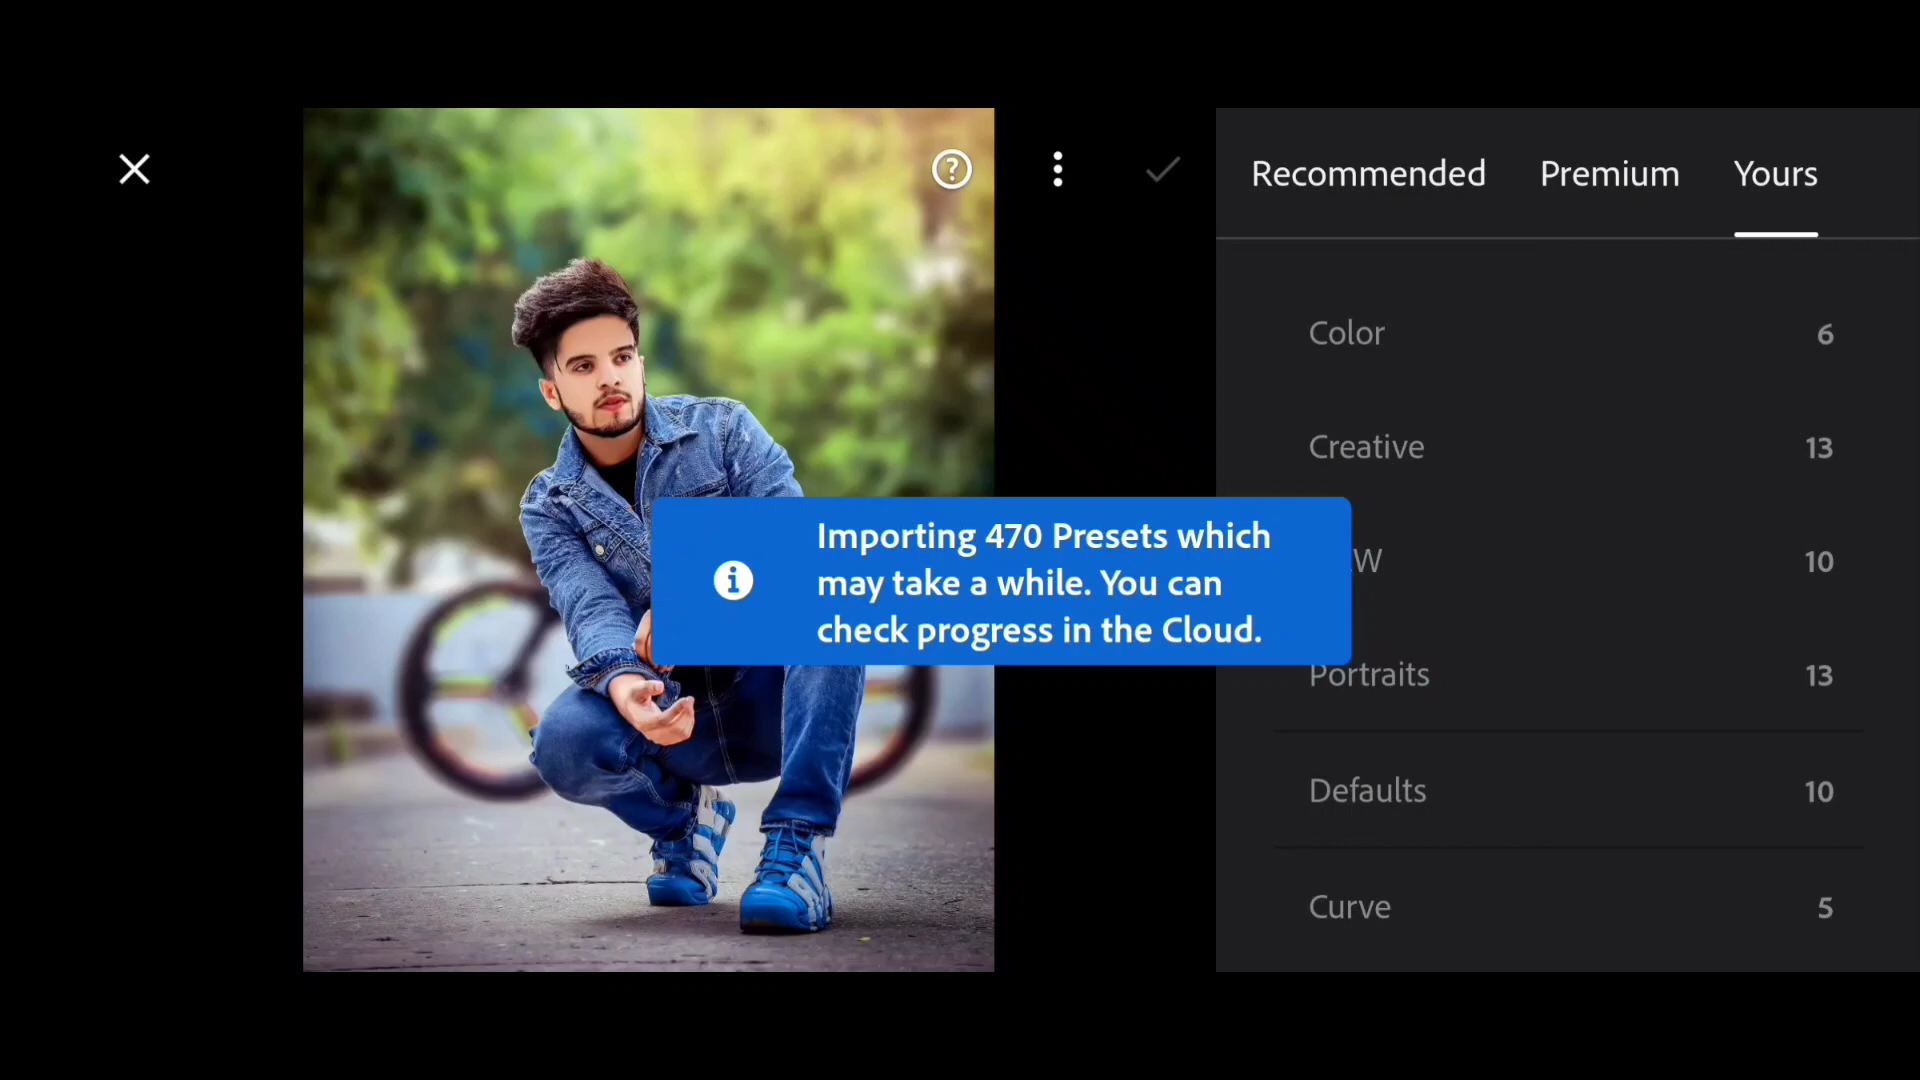 Recommended Premium Yours
Color 6
Creative 13
Importing 470 Presets which
may take a while. You can
check progress in the Cloud.
W 10
Portraits 13
Defaults 10
Curve 5